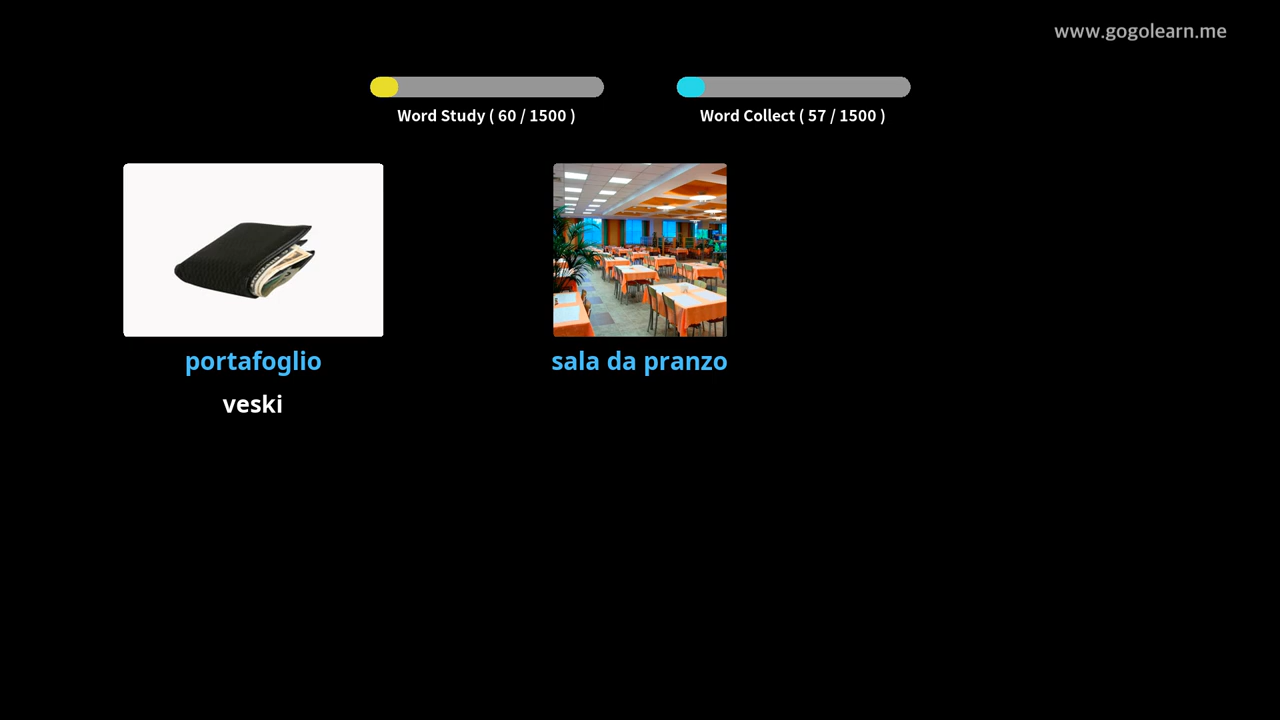 www.gogolearn.me
Word Study ( 60 / 1500 )
Word Collect ( 57 / 1500 )
portafoglio
sala da pranzo
veski